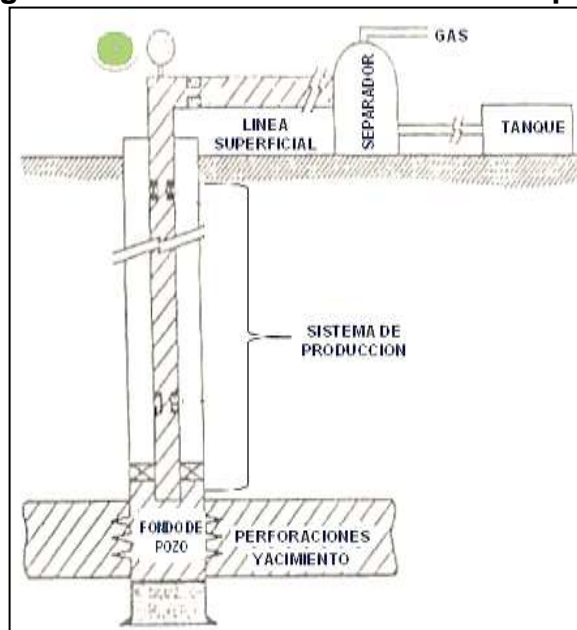 GAS
SEPARADOR
LINEA
SUPERFICIAL
TANQUE
SISTEMA DE
PRODUCCION
FONDO DE
POZO
PERFORACIONES
YACIMIENTO